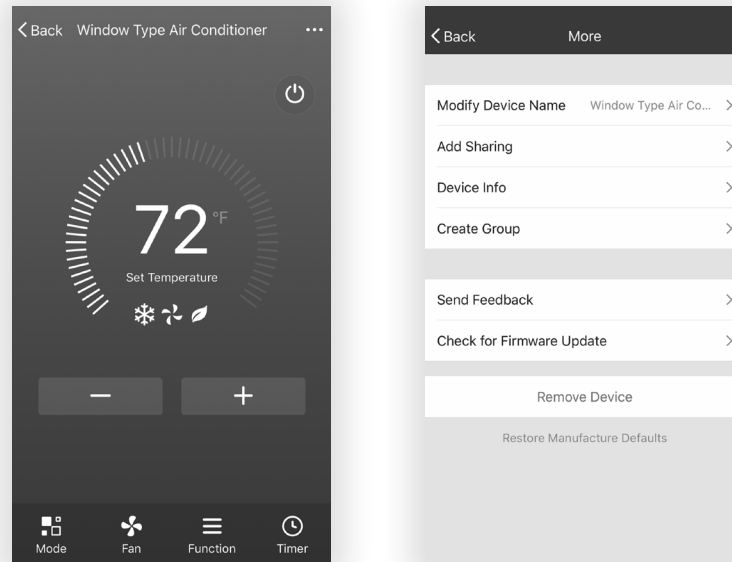 Back Window Type Air Conditioner
72 °F
Set Temperature
Mode Fan Function Timer
Back More
Modify Device Name Window Type Air Co...
Add Sharing
Device Info
Create Group
Send Feedback
Check for Firmware Update
Remove Device
Restore Manufacture Defaults